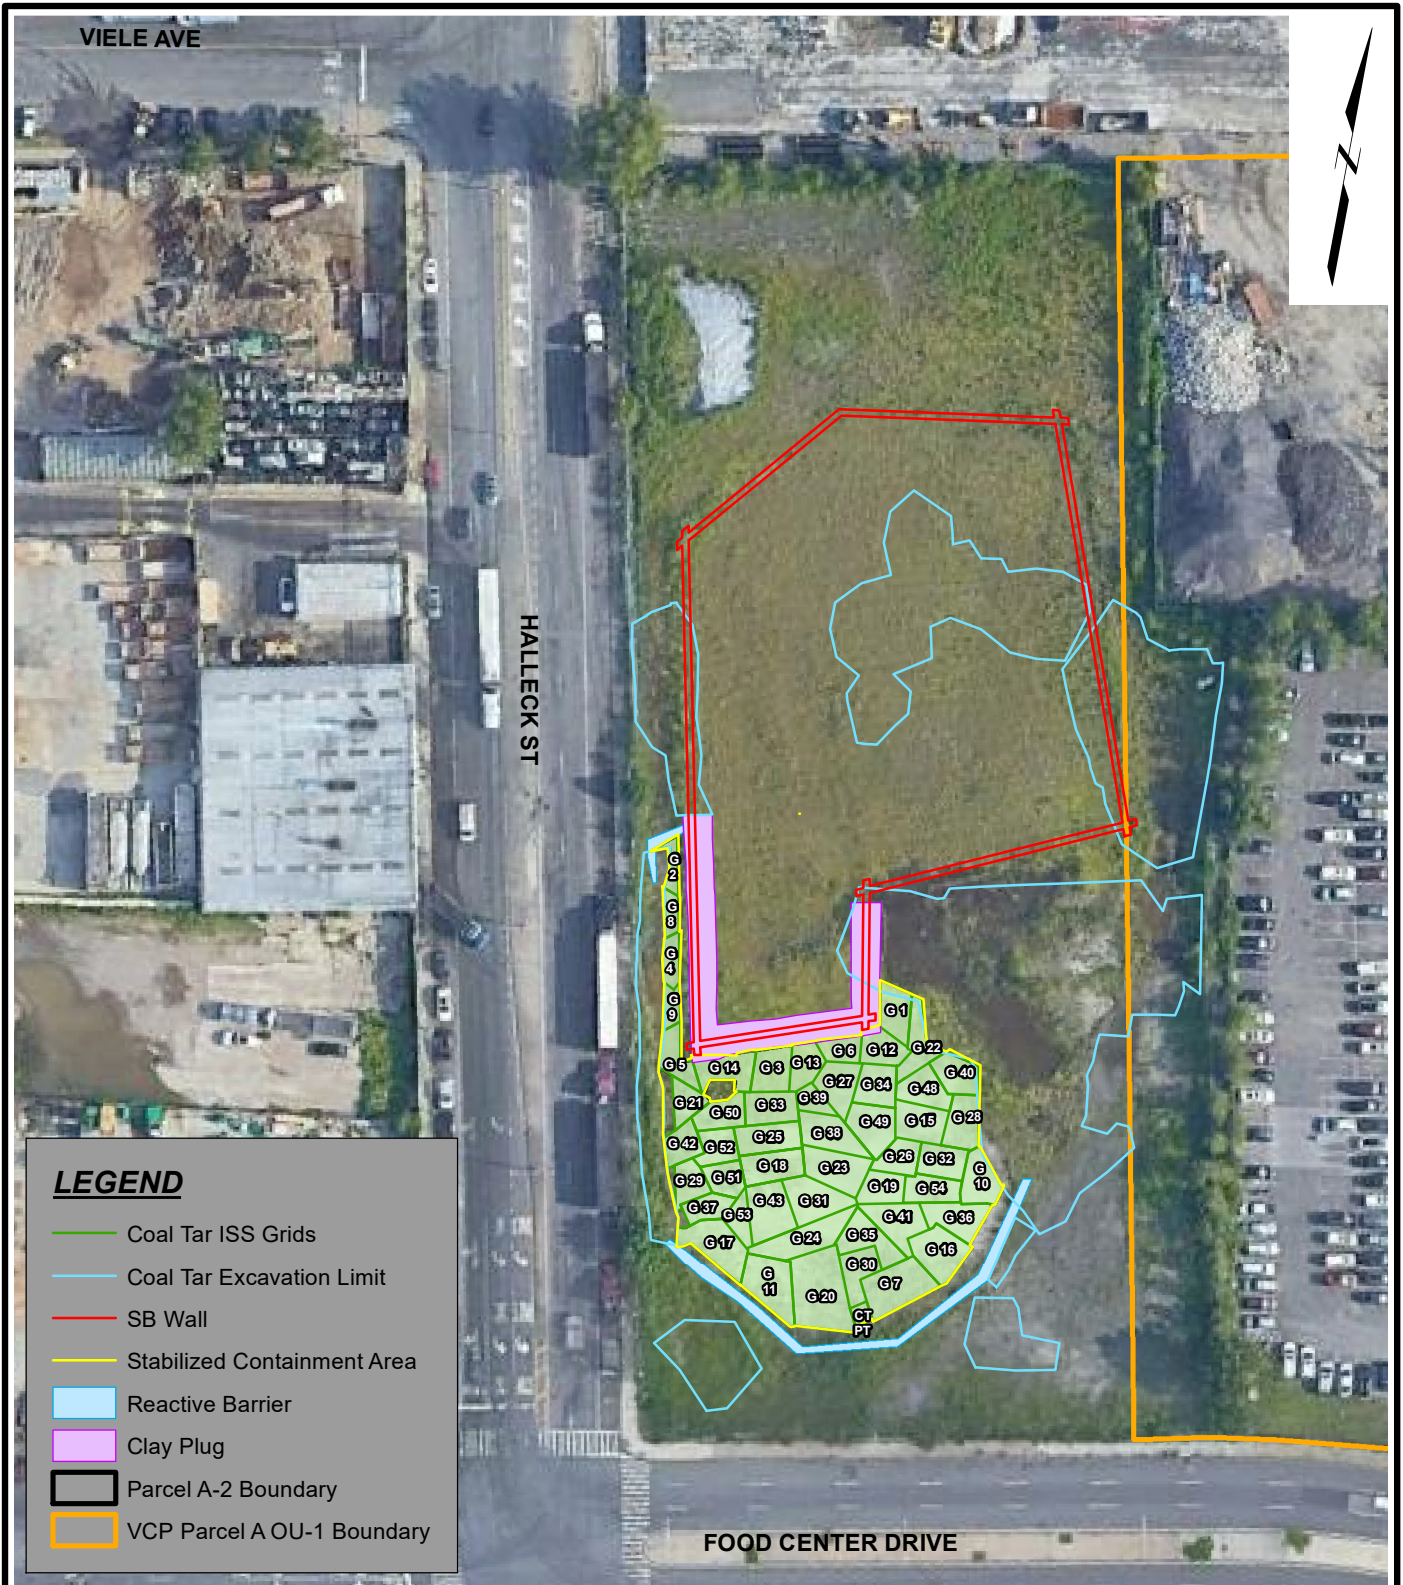 VIELE AVE
N
HALLECK ST
G
2
G
8
G
4
G
9
G 1
G 5
G 14
G 3
G 13
G 6
G 12
G 22
G 40
G 27
G 34
G 48
G 39
G 21
G 50
G 33
G 49
G 15
G 28
G 42
G 52
G 25
G 38
G 26
G 32
G 29
G 51
G 18
G 23
G 19
G 54
G
10
G 37
G 53
G 43
G 31
G 41
G 36
G 17
G 24
G 35
G 16
G
11
G 20
G 30
G 7
CT
PT
LEGEND
Coal Tar ISS Grids
Coal Tar Excavation Limit
SB Wall
Stabilized Containment Area
Reactive Barrier
Clay Plug
Parcel A-2 Boundary
VCP Parcel A OU-1 Boundary
FOOD CENTER DRIVE